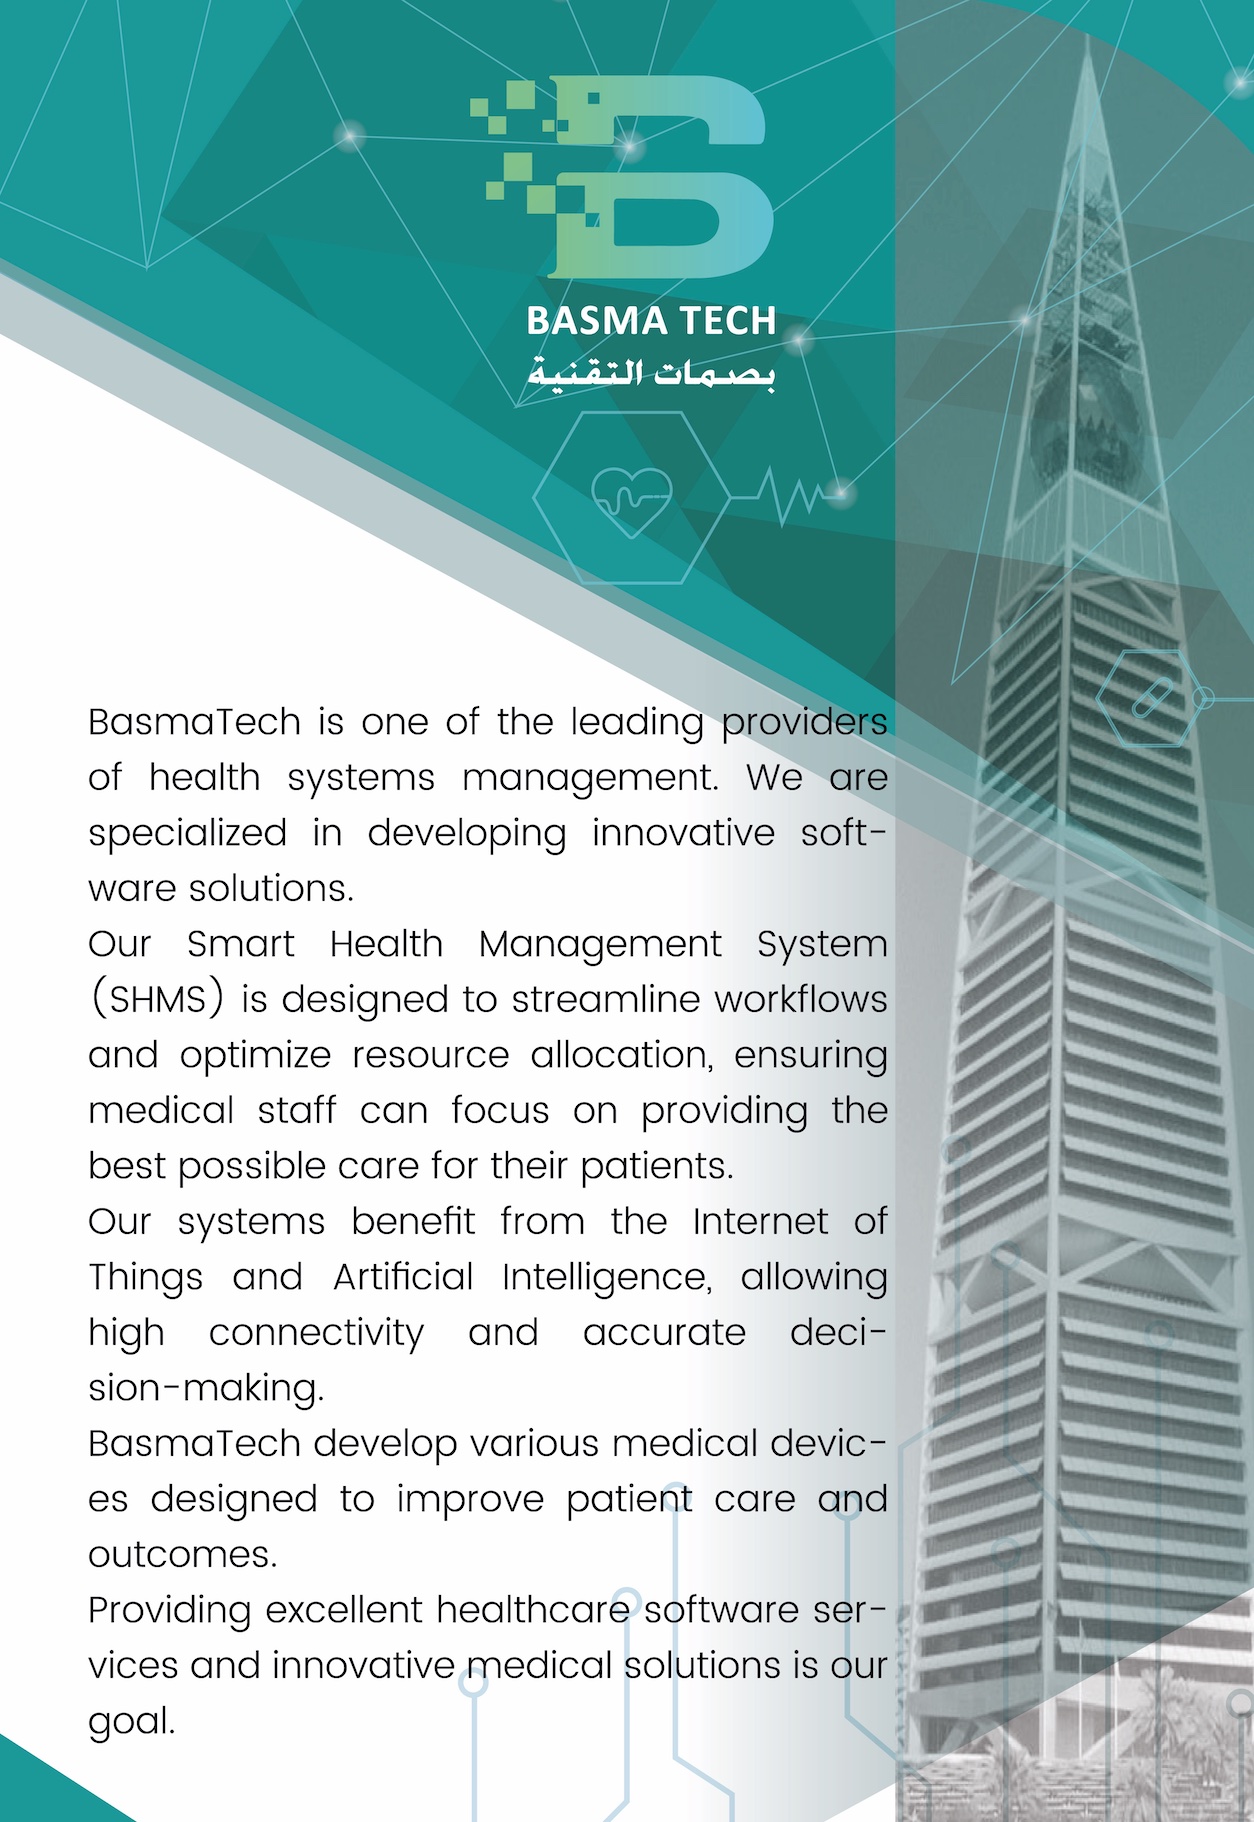 BASMA TECH
بصمات التقنية
BasmaTech is one of the leading providers
of health systems management. We are
specialized in developing innovative soft-
ware solutions.
Our Smart Health Management System
(SHMS) is designed to streamline workflows
and optimize resource allocation, ensuring
medical staff can focus on providing the
best possible care for their patients.
Our systems benefit from the Internet of
Things and Artificial Intelligence, allowing
high connectivity and accurate deci-
sion-making.
BasmaTech develop various medical devic-
es designed to improve patient care and
outcomes.
Providing excellent healthcare software ser-
vices and innovative medical solutions is our
goal.